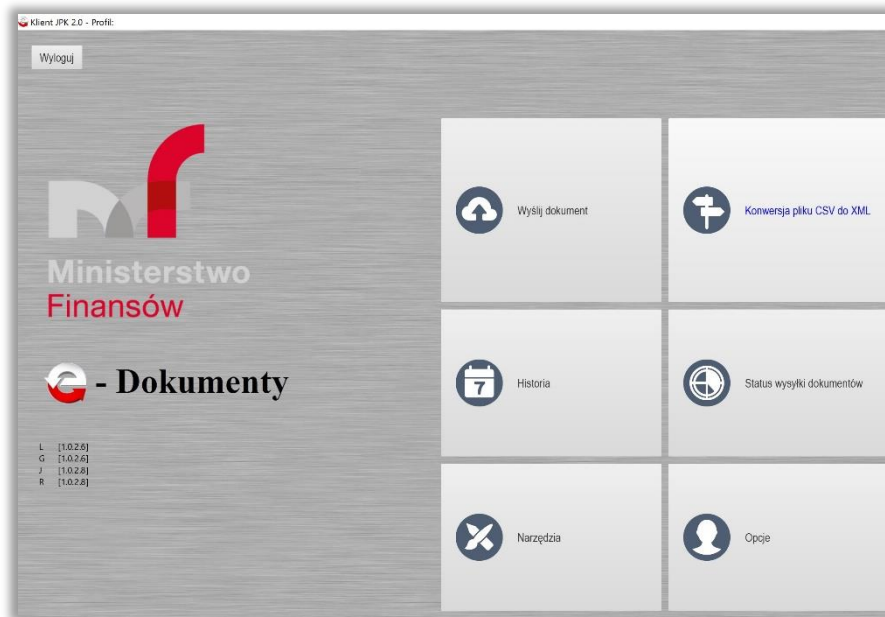 Klient JPK 2.0 - Profil:
Wyloguj
Ministerstwo
Finansów
e - Dokumenty
L [1.0.2.6]
G [1.0.2.6]
J [1.0.2.8]
R [1.0.2.8]
Wyślij dokument
Konwersja pliku CSV do XML
7
Historia
Status wysyłki dokumentów
Narzędzia
Opcje